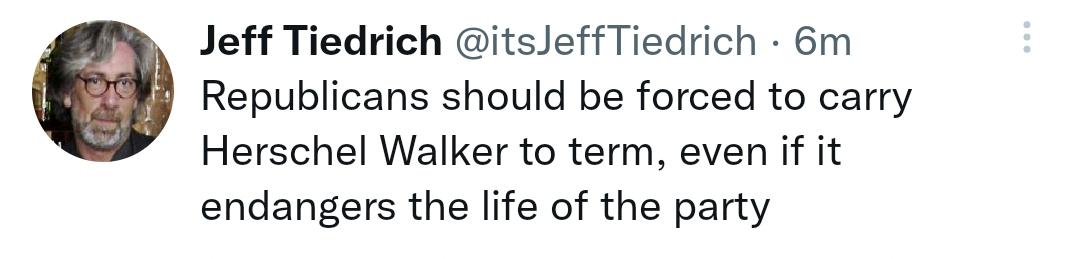 Jeff Tiedrich @itsJeffTiedrich · 6m
Republicans should be forced to carry
Herschel Walker to term, even if it
endangers the life of the party